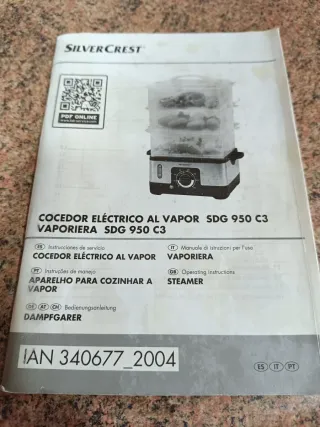 SILVERCREST
PDF ONLINE
COCEDOR ELÉCTRICO AL VAPOR SDG 950 C3
VAPORIERA SDG 950 C3
ES Instrucciones de servicio
COCEDOR ELÉCTRICO AL VAPOR
IT Manuale di istruzioni per l'uso
VAPORIERA
PT Instruções de manejo
APARELHO PARA COZINHAR A
VAPOR
GB Operating instructions
STEAMER
DE AT CH Bedienungsanleitung
DAMPFGARER
IAN 340677_2004
ES IT PT